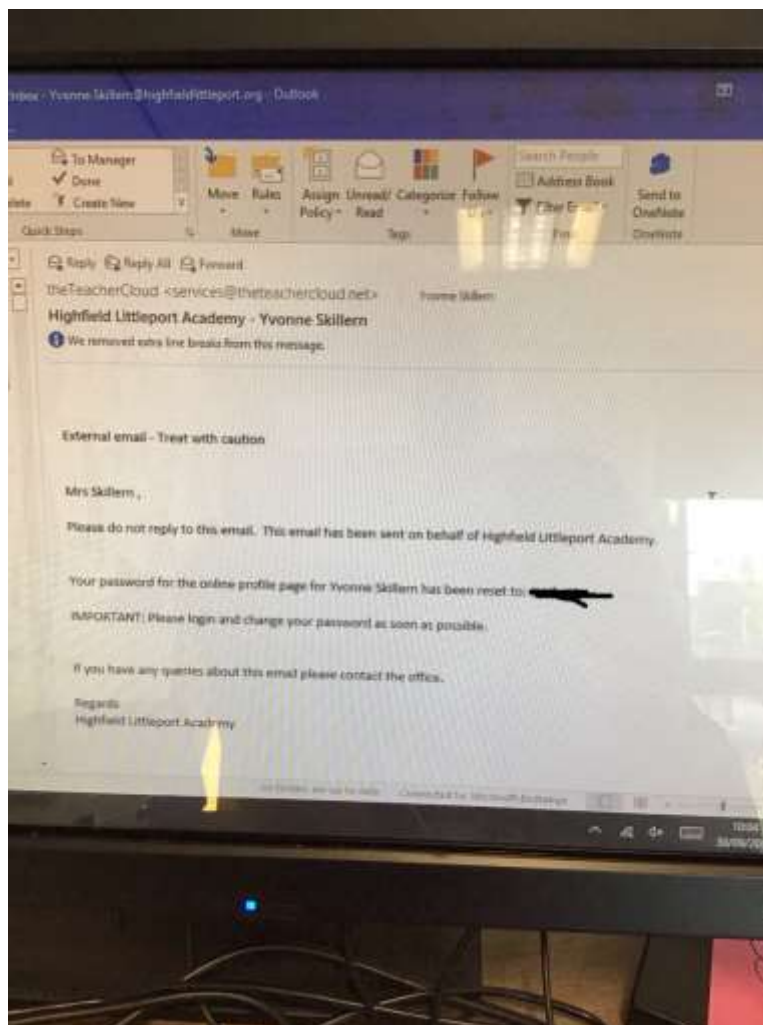 Yvonne.Skillern@highfieldlittleport.org - Outlook
To Manager
Done
Create New
Quick Steps
Move
Rules
Move
Assign Policy
Unread/ Read
Categorize
Follow
Tags
Search People
Address Book
Filter Email
Find
Send to OneNote
OneNote
Reply Reply All Forward
theTeacherCloud <services@theteachercloud.net>
Yvonne Skillern
Highfield Littleport Academy - Yvonne Skillern
We removed extra line breaks from this message.
External email - Treat with caution
Mrs Skillern ,
Please do not reply to this email. This email has been sent on behalf of Highfield Littleport Academy.
Your password for the online profile page for Yvonne Skillern has been reset to:
IMPORTANT: Please login and change your password as soon as possible.
If you have any queries about this email please contact the office.
Regards
Highfield Littleport Academy
Connected to: Microsoft Exchange